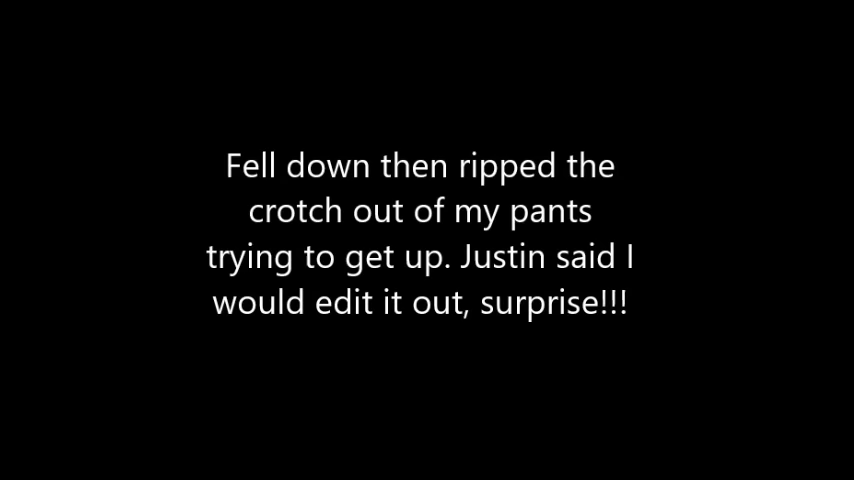 Fell down then ripped the
crotch out of my pants
trying to get up. Justin said I
would edit it out, surprise!!!